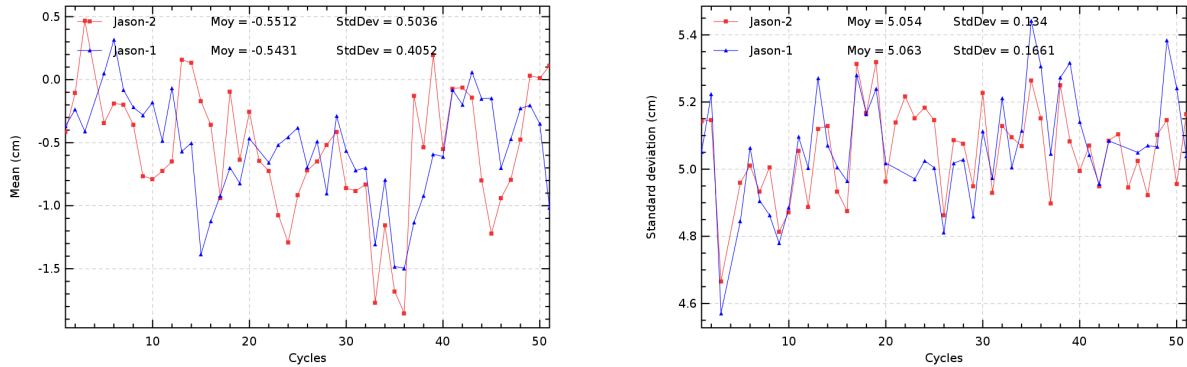 Jason-2 Moy = -0.5512 StdDev = 0.5036
Jason-1 Moy = -0.5431 StdDev = 0.4052
0.5
0.0
-0.5
-1.0
-1.5
Mean (cm)
10 20 30 40 50
Cycles
Jason-2 Moy = 5.054 StdDev = 0.134
Jason-1 Moy = 5.063 StdDev = 0.1661
5.4
5.2
5.0
4.8
4.6
Standard deviation (cm)
10 20 30 40 50
Cycles